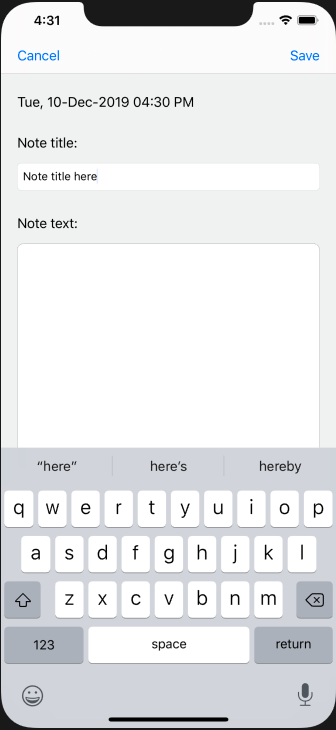 4:31
Cancel Save
Tue, 10-Dec-2019 04:30 PM
Note title:
Note title here
Note text:
“here” here's hereby
q w e r t y u i o p
a s d f g h j k l
z x c v b n m
123 space return